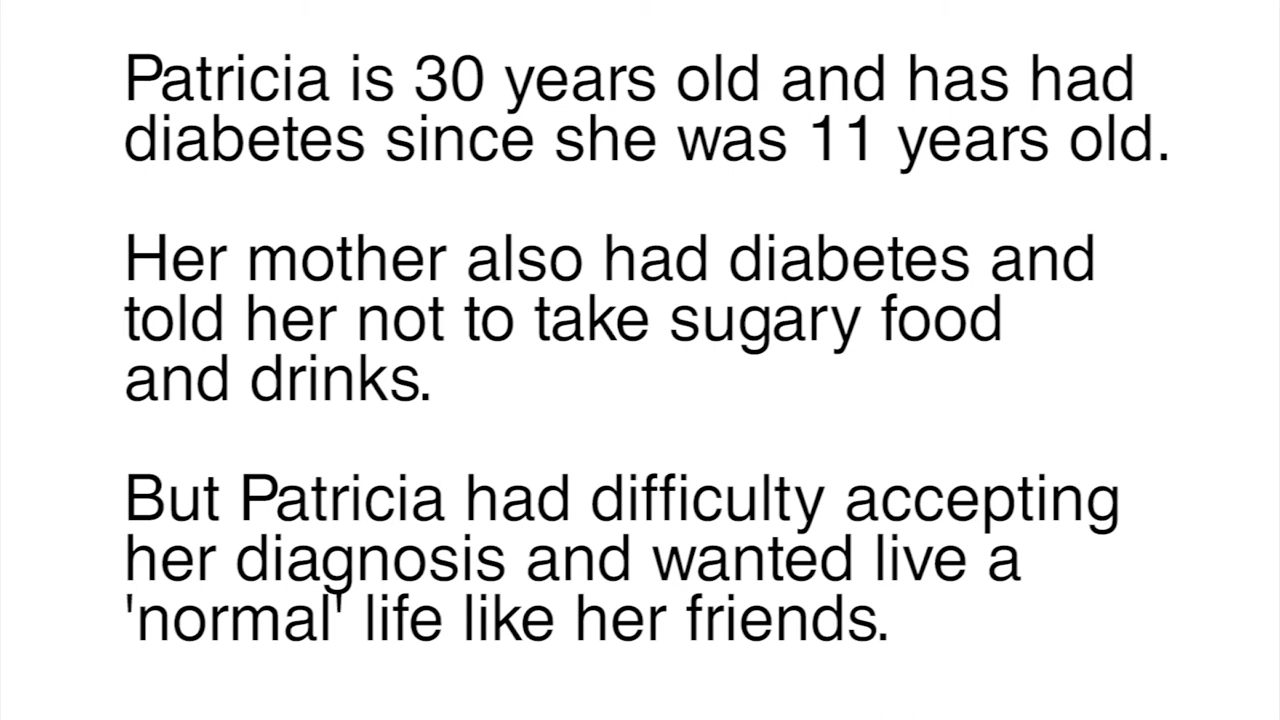 Patricia is 30 years old and has had
diabetes since she was 11 years old.
Her mother also had diabetes and
told her not to take sugary food
and drinks.
But Patricia had difficulty accepting
her diagnosis and wanted live a
'normal' life like her friends.